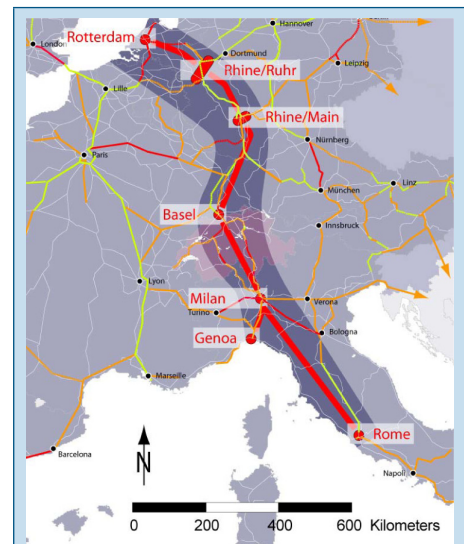 Hannover
Rotterdam
London
Dortmund
Rhine/Ruhr
Leipzig
Lille
Rhine/Main
Nürnberg
Paris
München
Linz
Basel
Innsbruck
Lyon
Milan
Verona
Turino
Bologna
Genoa
Marseille
Rome
Barcelona
Napoli
N
0 200 400 600 Kilometers